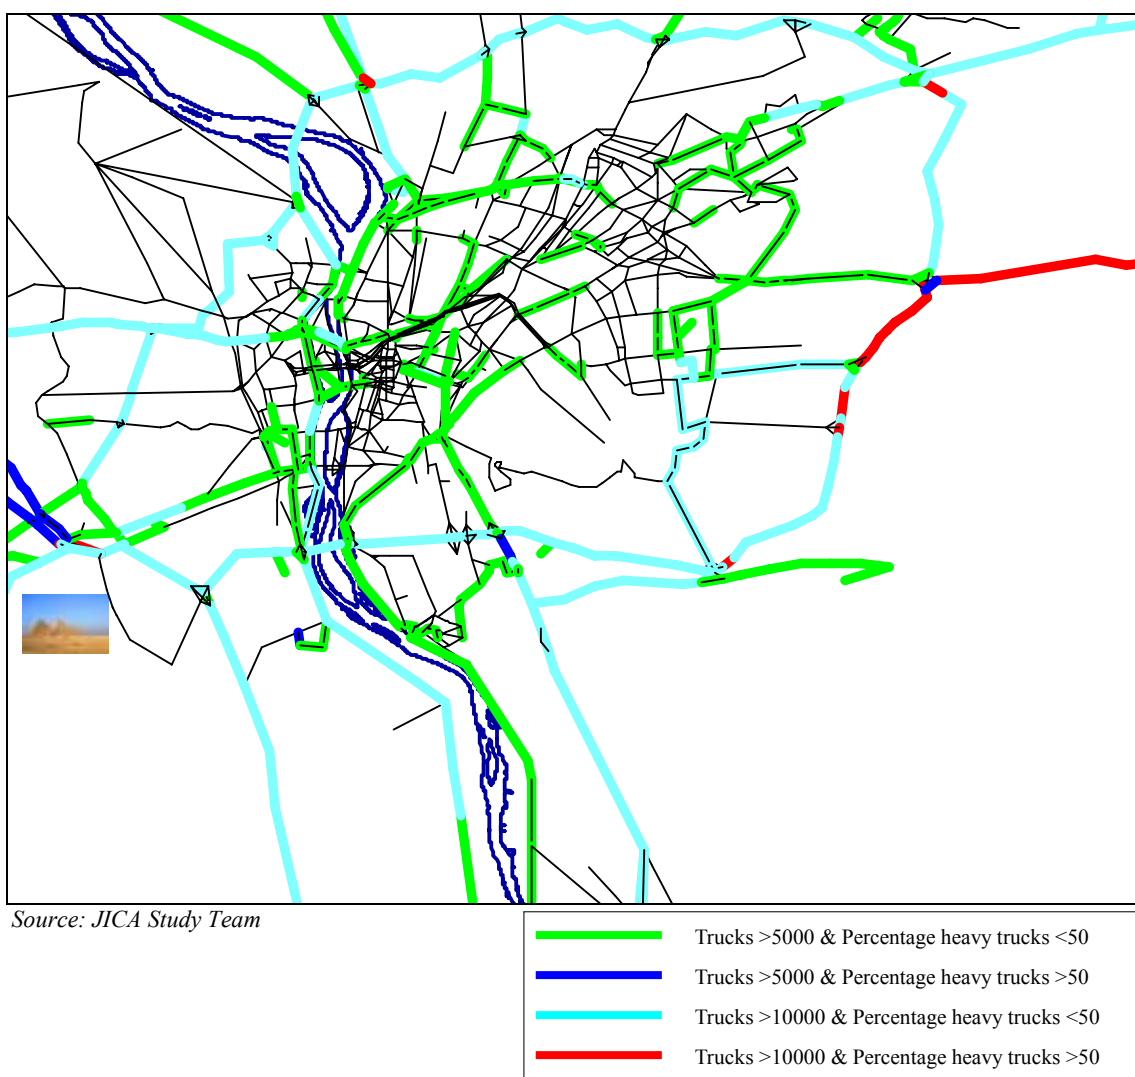 Source: JICA Study Team
Trucks >5000 & Percentage heavy trucks <50
Trucks >5000 & Percentage heavy trucks >50
Trucks >10000 & Percentage heavy trucks <50
Trucks >10000 & Percentage heavy trucks >50